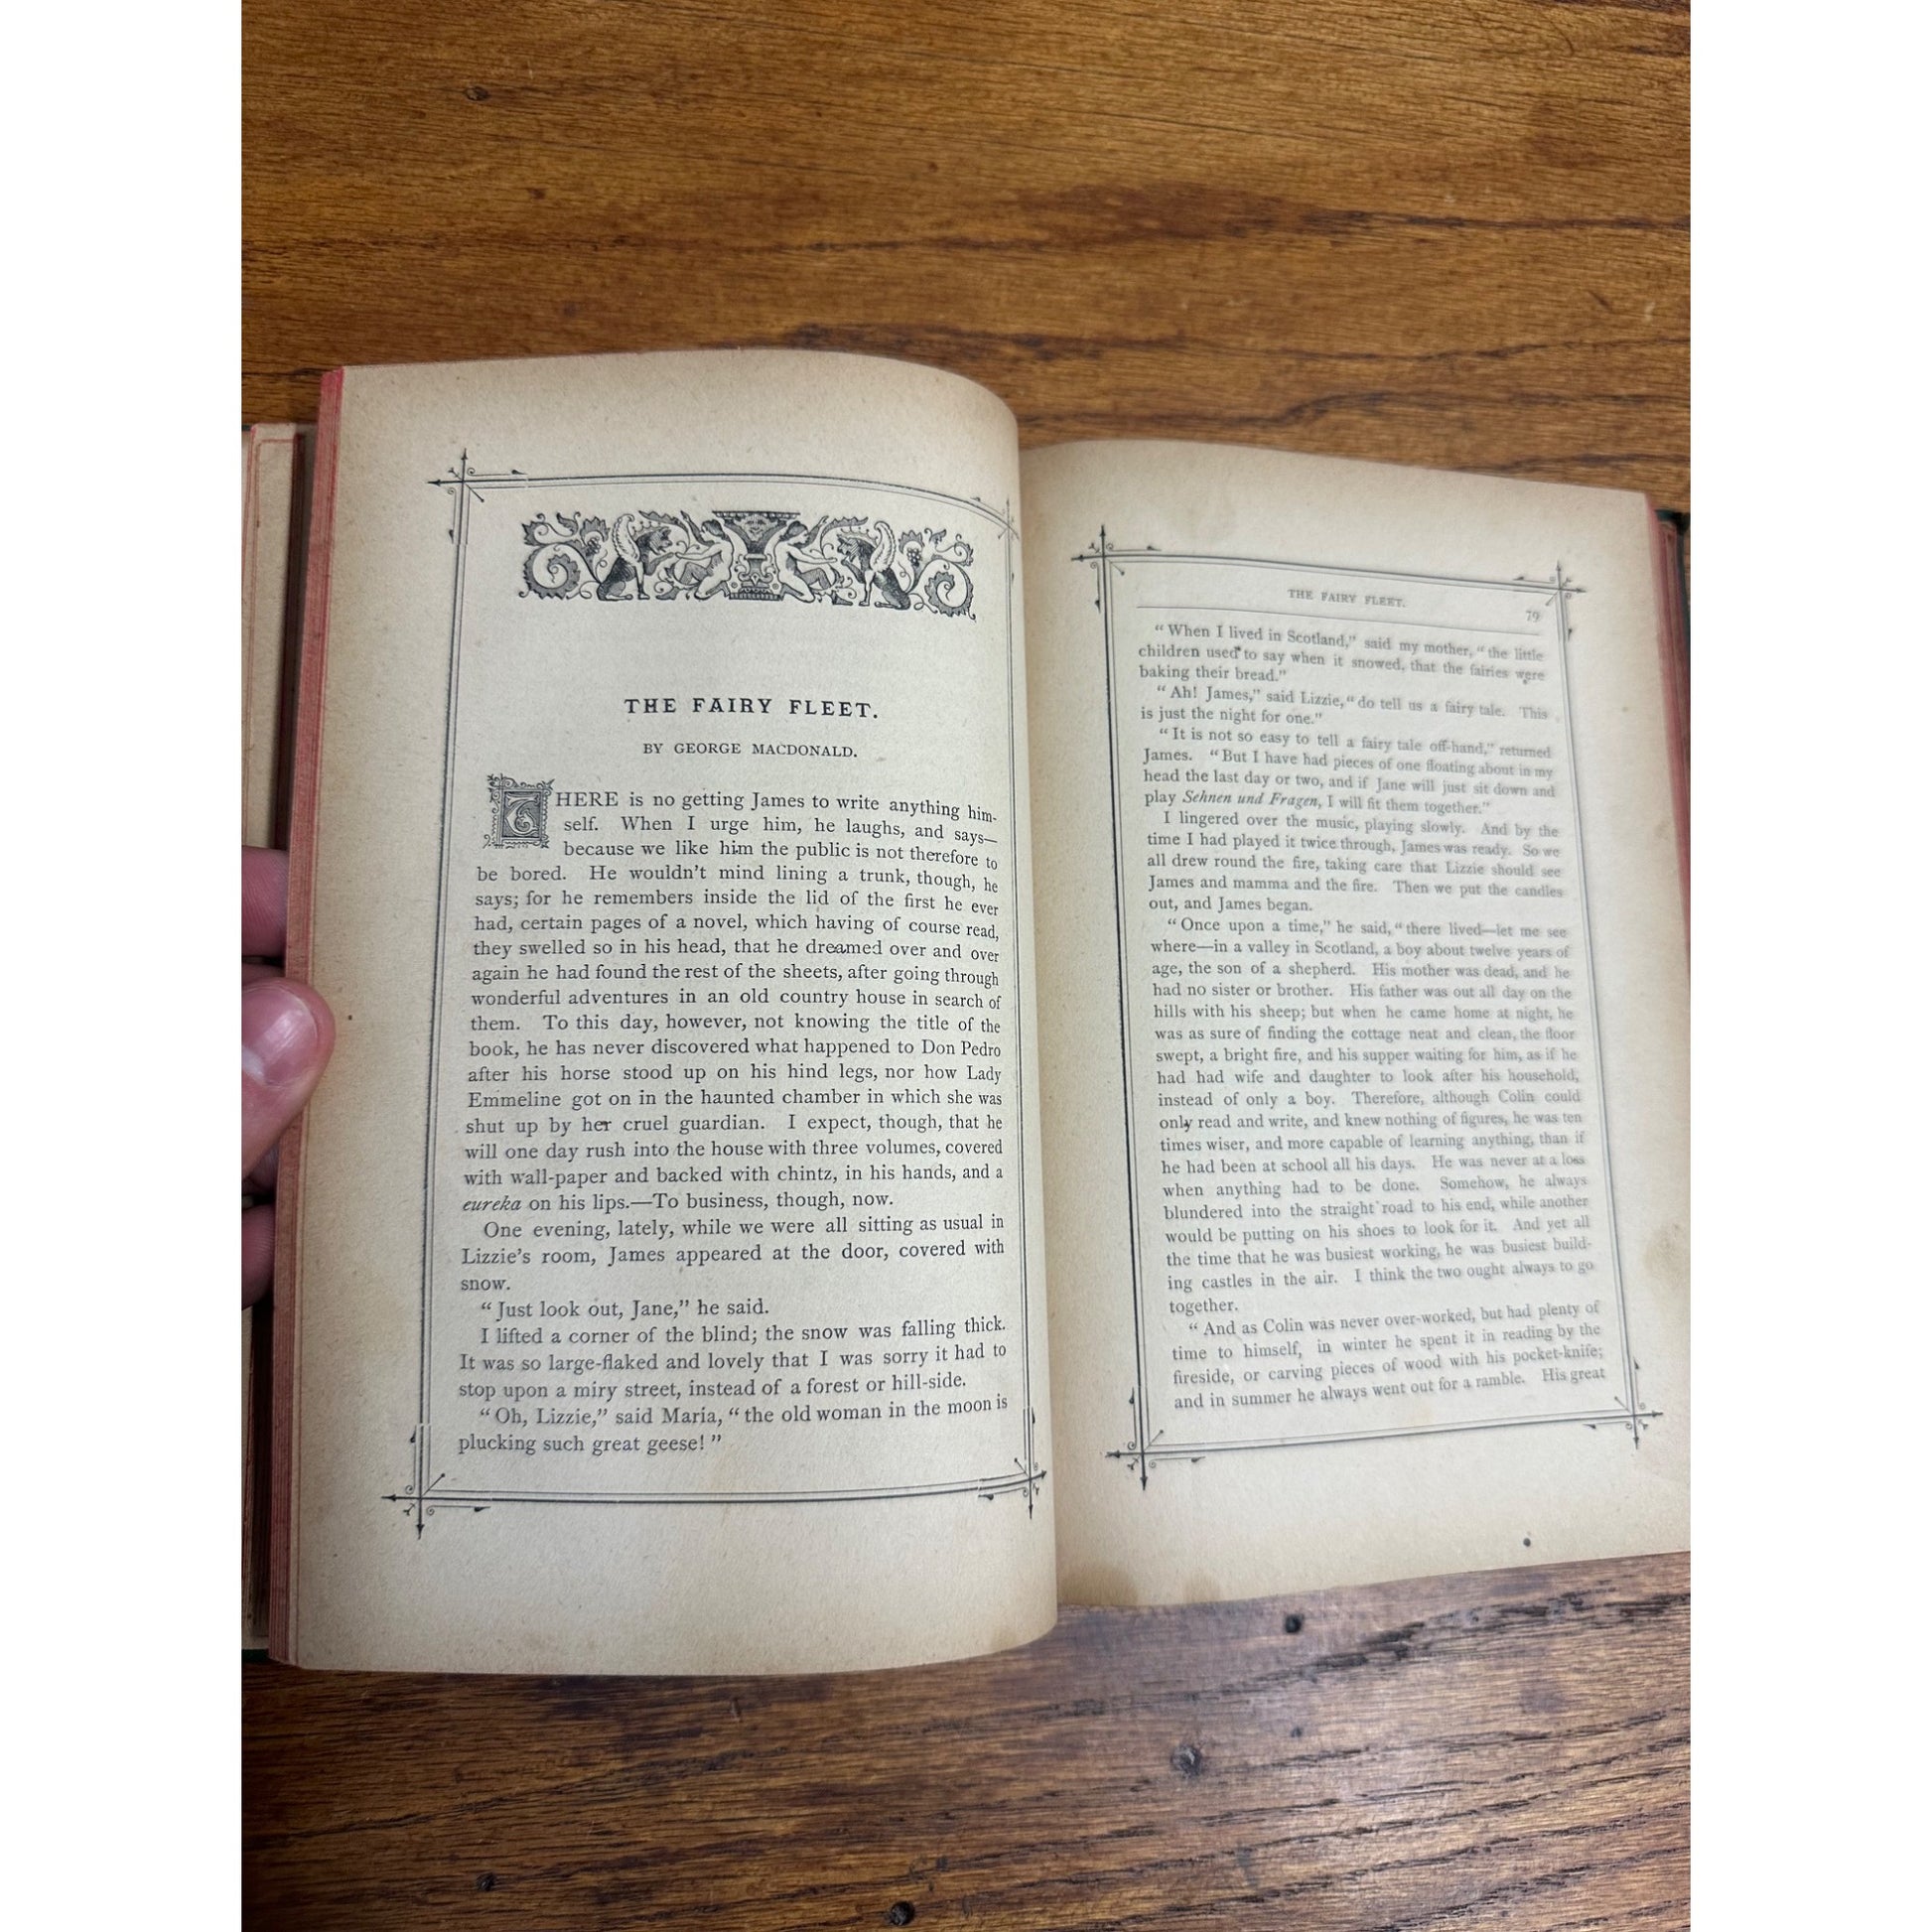 THE FAIRY FLEET.
BY GEORGE MACDONALD.
THERE is no getting James to write anything him-
self. When I urge him, he laughs, and says—
because we like him the public is not therefore to
be bored. He wouldn't mind lining a trunk, though, he
says; for he remembers inside the lid of the first he ever
had, certain pages of a novel, which having of course read,
they swelled so in his head, that he dreamed over and over
again he had found the rest of the sheets, after going through
wonderful adventures in an old country house in search of
them. To this day, however, not knowing the title of the
book, he has never discovered what happened to Don Pedro
after his horse stood up on his hind legs, nor how Lady
Emmeline got on in the haunted chamber in which she was
shut up by her cruel guardian. I expect, though, that he
will one day rush into the house with three volumes, covered
with wall-paper and backed with chintz, in his hands, and a
eureka on his lips.—To business, though, now.
One evening, lately, while we were all sitting as usual in
Lizzie's room, James appeared at the door, covered with
snow.
"Just look out, Jane," he said.
I lifted a corner of the blind; the snow was falling thick.
It was so large-flaked and lovely that I was sorry it had to
stop upon a miry street, instead of a forest or hill-side.
"Oh, Lizzie," said Maria, "the old woman in the moon is
plucking such great geese!"
THE FAIRY FLEET.
79
"When I lived in Scotland," said my mother, "the little
children used to say when it snowed, that the fairies were
baking their bread."
"Ah! James," said Lizzie, "do tell us a fairy tale. This
is just the night for one."
"It is not so easy to tell a fairy tale off-hand," returned
James. "But I have had pieces of one floating about in my
head the last day or two, and if Jane will just sit down and
play Sehnen und Fragen, I will fit them together."
I lingered over the music, playing slowly. And by the
time I had played it twice through, James was ready. So we
all drew round the fire, taking care that Lizzie should see
James and mamma and the fire. Then we put the candles
out, and James began.
"Once upon a time," he said, "there lived—let me see
where—in a valley in Scotland, a boy about twelve years of
age, the son of a shepherd. His mother was dead, and he
had no sister or brother. His father was out all day on the
hills with his sheep; but when he came home at night, he
was as sure of finding the cottage neat and clean, the floor
swept, a bright fire, and his supper waiting for him, as if he
had had wife and daughter to look after his household,
instead of only a boy. Therefore, although Colin could
only read and write, and knew nothing of figures, he was ten
times wiser, and more capable of learning anything, than if
he had been at school all his days. He was never at a loss
when anything had to be done. Somehow, he always
blundered into the straight road to his end, while another
would be putting on his shoes to look for it. And yet all
the time that he was busiest working, he was busiest build-
ing castles in the air. I think the two ought always to go
together.
"And as Colin was never over-worked, but had plenty of
time to himself, in winter he spent it in reading by the
fireside, or carving pieces of wood with his pocket-knife;
and in summer he always went out for a ramble. His great